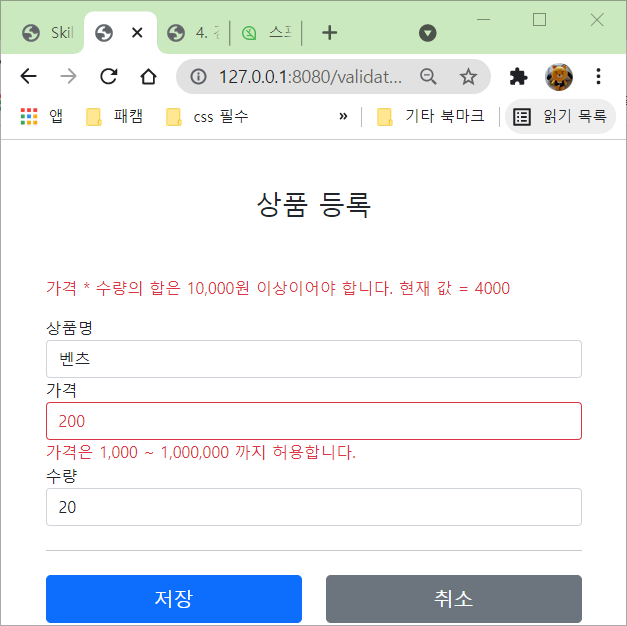 Skil
4.
127.0.0.1:8080/validat...
앱 패캠 css 필수 » 기타 북마크 읽기 목록
상품 등록
가격 * 수량의 합은 10,000원 이상이어야 합니다. 현재 값 = 4000
상품명
벤츠
가격
200
가격은 1,000 ~ 1,000,000 까지 허용합니다.
수량
20
저장 취소